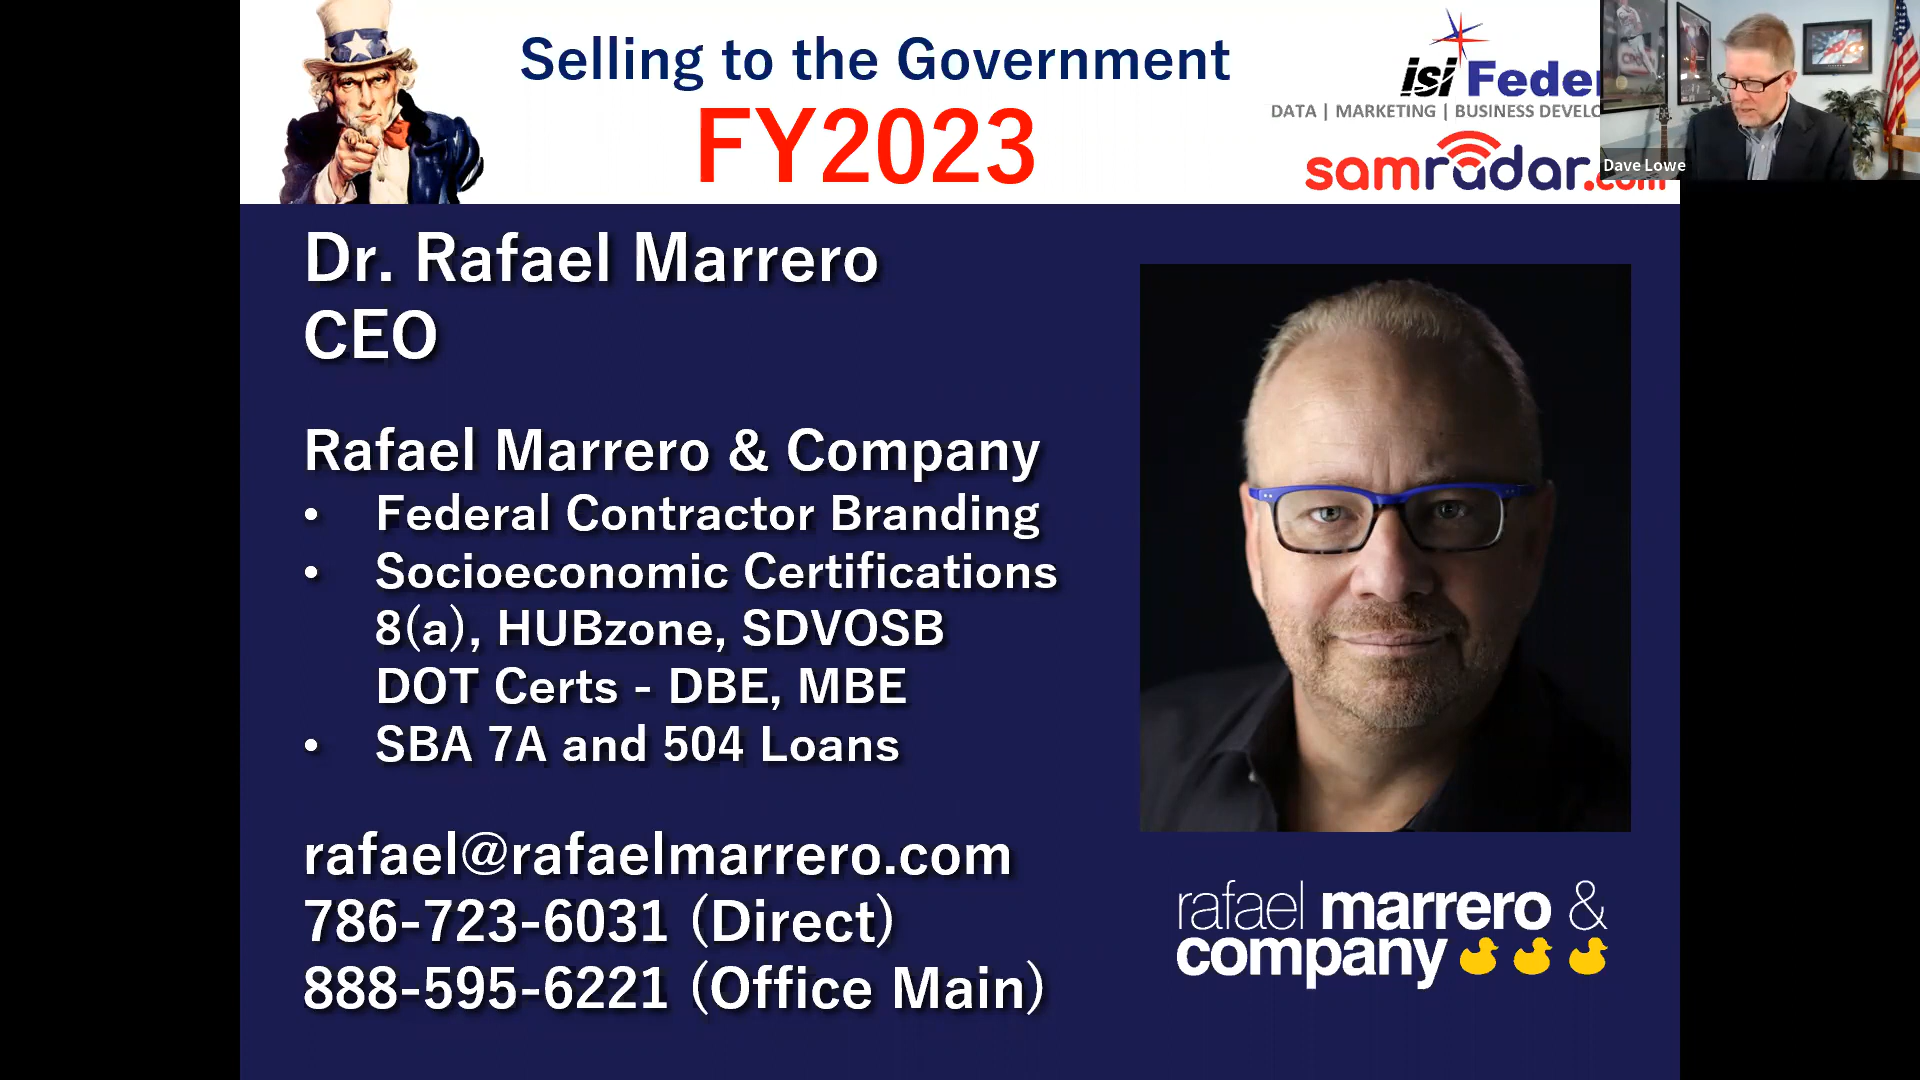 Selling to the Government
FY2023
isi Feder
DATA | MARKETING | BUSINESS DEVELO
samradar.com
Dave Lowe
Dr. Rafael Marrero
CEO
Rafael Marrero & Company
• Federal Contractor Branding
• Socioeconomic Certifications
8(a), HUBzone, SDVOSB
DOT Certs - DBE, MBE
• SBA 7A and 504 Loans
rafael@rafaelmarrero.com
786-723-6031 (Direct)
888-595-6221 (Office Main)
rafael marrero &
company